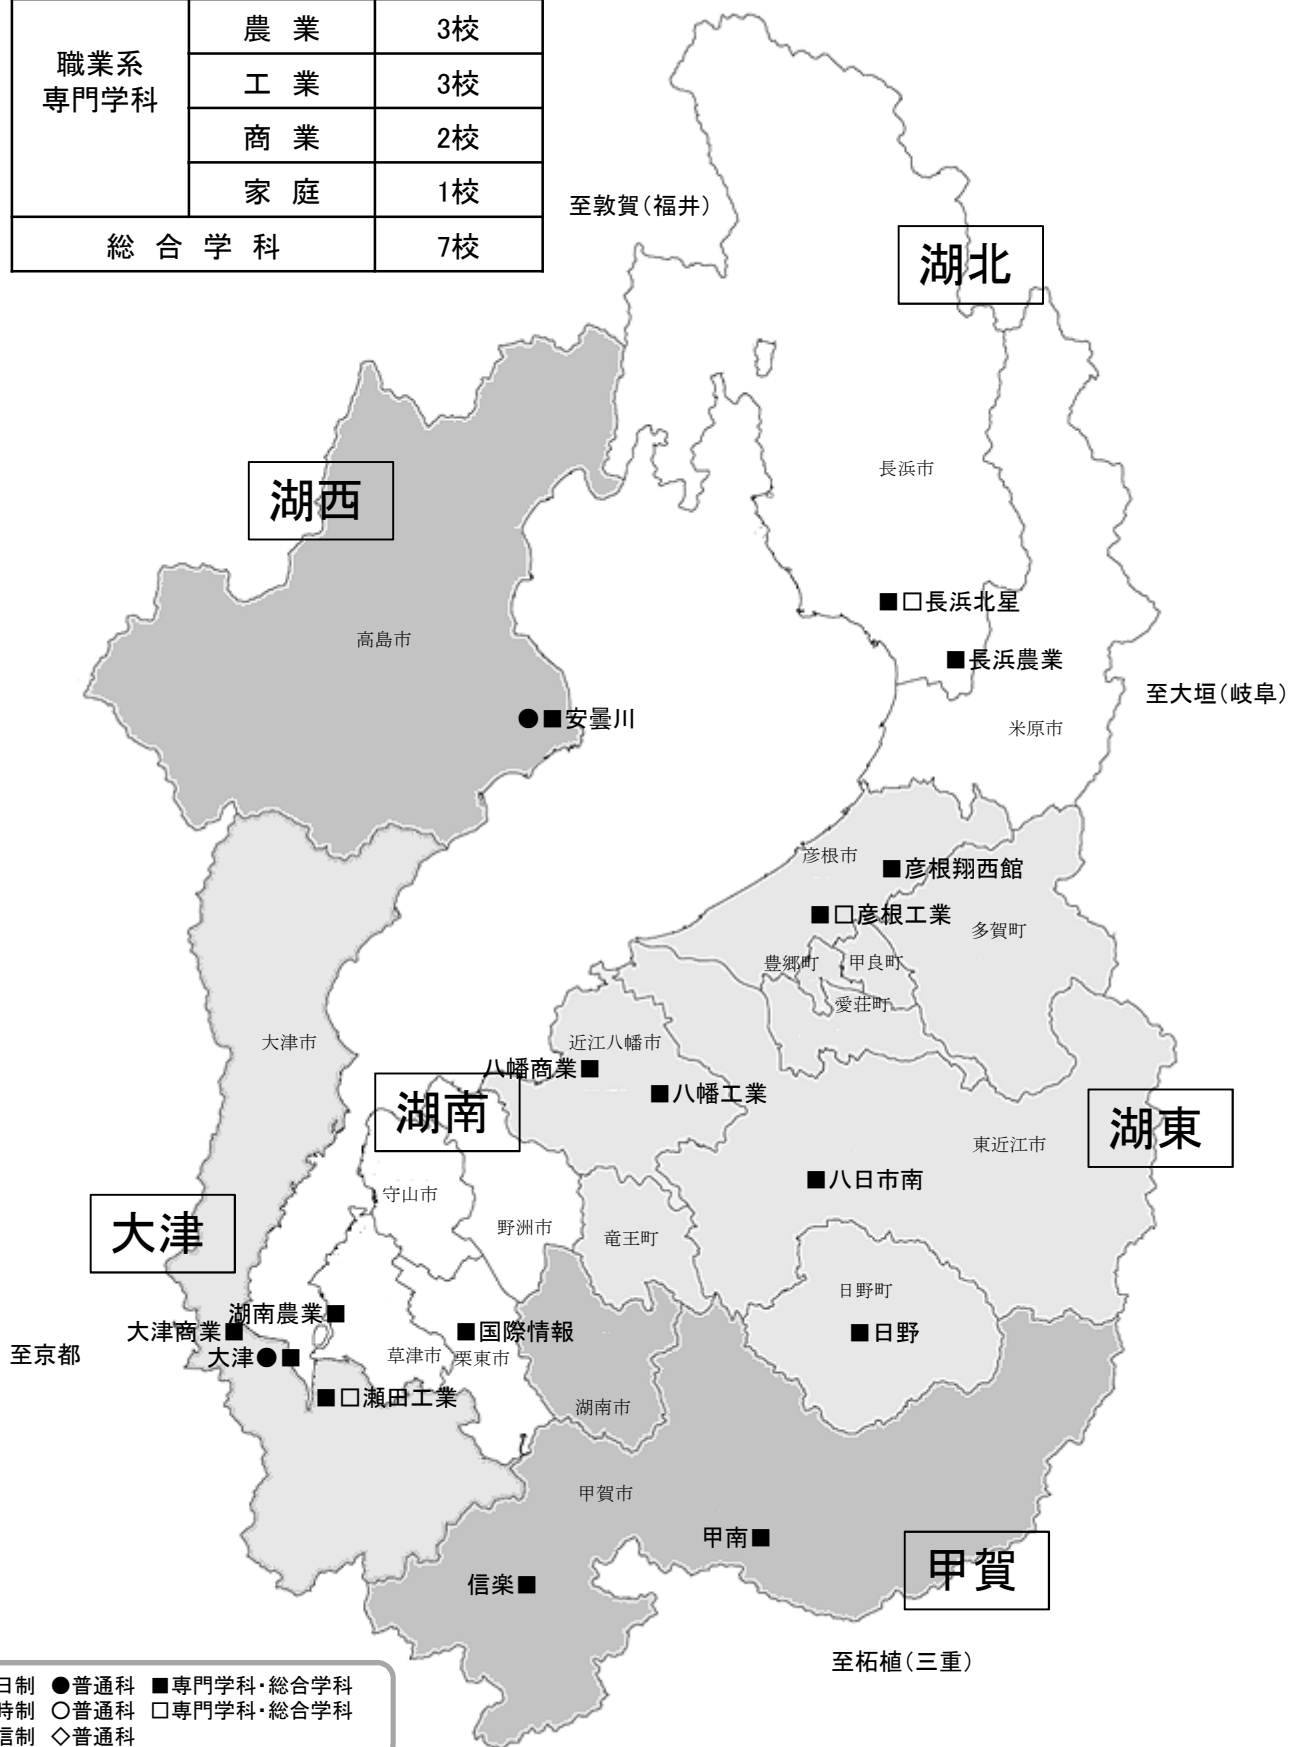 職業系
専門学科
農 業 3校
工 業 3校
商 業 2校
家 庭 1校
総 合 学 科 7校
至敦賀(福井)
湖北
湖西
長浜市
■□長浜北星
高島市
■長浜農業
至大垣(岐阜)
●■安曇川
米原市
彦根市
■彦根翔西館
■□彦根工業
多賀町
豊郷町
甲良町
愛荘町
大津市
近江八幡市
八幡商業■
■八幡工業
湖南
湖東
東近江市
■八日市南
守山市
大津
野洲市
竜王町
日野町
湖南農業■
大津商業■
■国際情報
■日野
至京都
大津●■
草津市
栗東市
■□瀬田工業
湖南市
甲賀市
甲南■
甲賀
信楽■
至柘植(三重)
日制 ●普通科 ■専門学科・総合学科
時制 ○普通科 □専門学科・総合学科
信制 ◇普通科